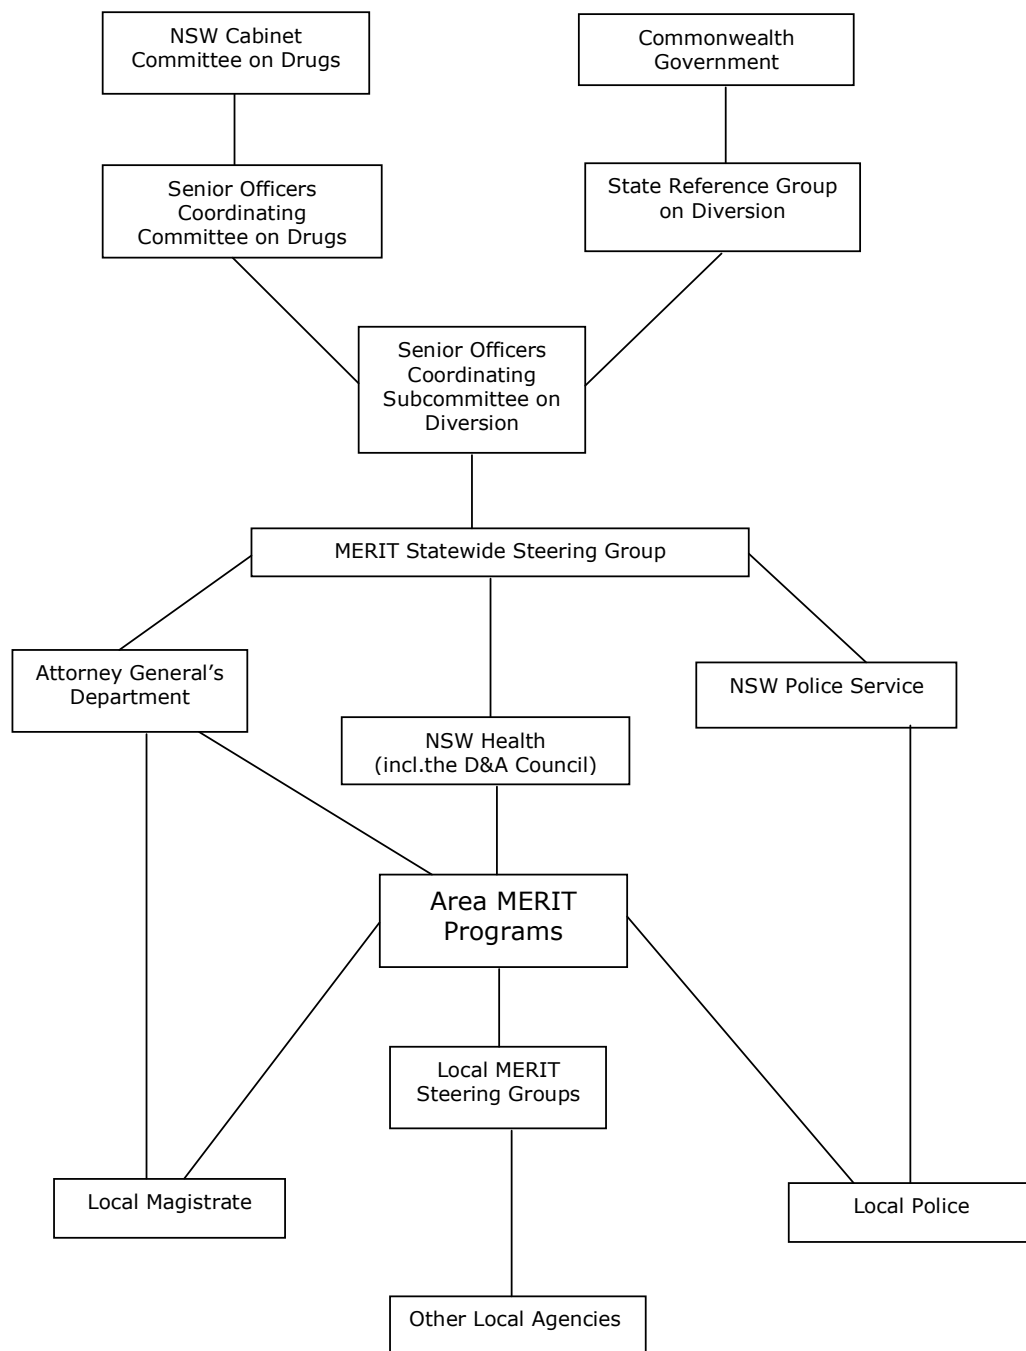 NSW Cabinet
Committee on Drugs
Commonwealth
Government
Senior Officers
Coordinating
Committee on Drugs
State Reference Group
on Diversion
Senior Officers
Coordinating
Subcommittee on
Diversion
MERIT Statewide Steering Group
Attorney General’s
Department
NSW Police Service
NSW Health
(incl.the D&A Council)
Area MERIT
Programs
Local MERIT
Steering Groups
Local Magistrate
Local Police
Other Local Agencies